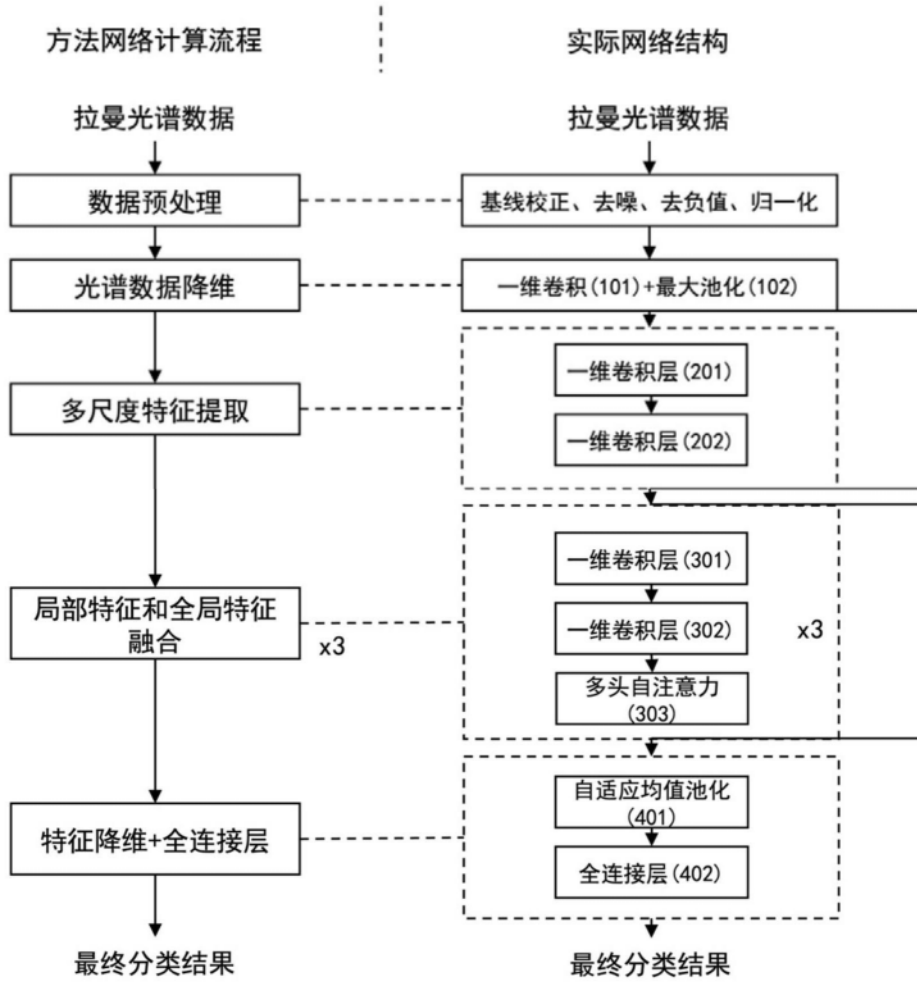 方法网络计算流程
实际网络结构
拉曼光谱数据
拉曼光谱数据
数据预处理
基线校正、去噪、去负值、归一化
光谱数据降维
一维卷积(101)+最大池化(102)
一维卷积层(201)
多尺度特征提取
一维卷积层(202)
一维卷积层(301)
局部特征和全局特征
融合
x3
一维卷积层(302)
x3
多头自注意力
(303)
自适应均值池化
(401)
特征降维+全连接层
全连接层(402)
最终分类结果
最终分类结果